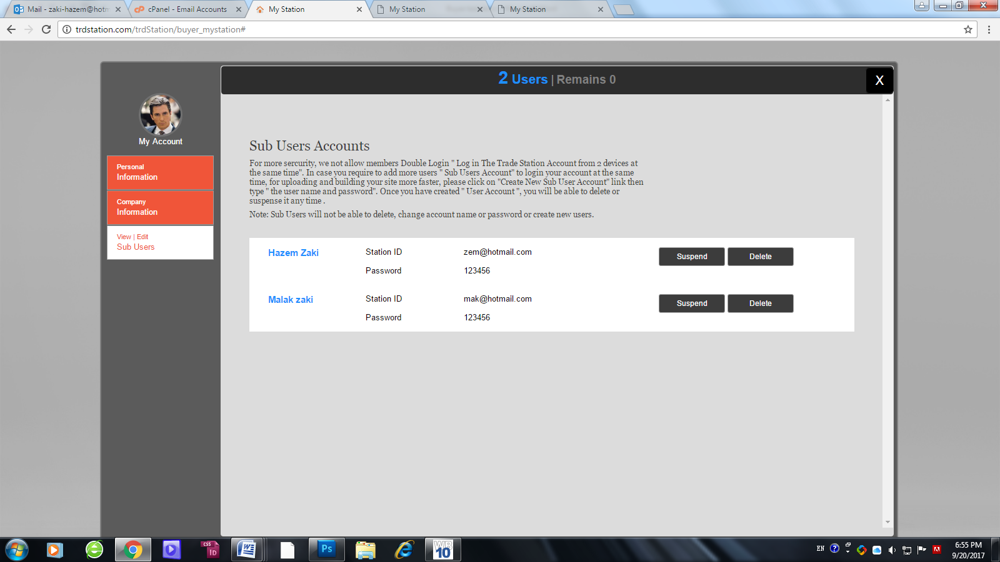 Mail - zaki-hazem@hotm
cPanel - Email Accounts
My Station
My Station
My Station
trdstation.com/trdStation/buyer_mystation#
2 Users | Remains 0
X
My Account
Personal
Information
Company
Information
View | Edit
Sub Users
Sub Users Accounts
For more sercurity, we not allow members Double Login " Log in The Trade Station Account from 2 devices at
the same time". In case you require to add more users " Sub Users Account" to login your account at the same
time, for uploading and building your site more faster, please click on "Create New Sub User Account" link then
type " the user name and password". Once you have created " User Account ", you will be able to delete or
suspense it any time .
Note: Sub Users will not be able to delete, change account name or password or create new users.
Hazem Zaki Station ID zem@hotmail.com Suspend Delete
Password 123456
Malak zaki Station ID mak@hotmail.com Suspend Delete
Password 123456
CS5
ID
W
Ps
WB
10
EN
6:55 PM
9/20/2017